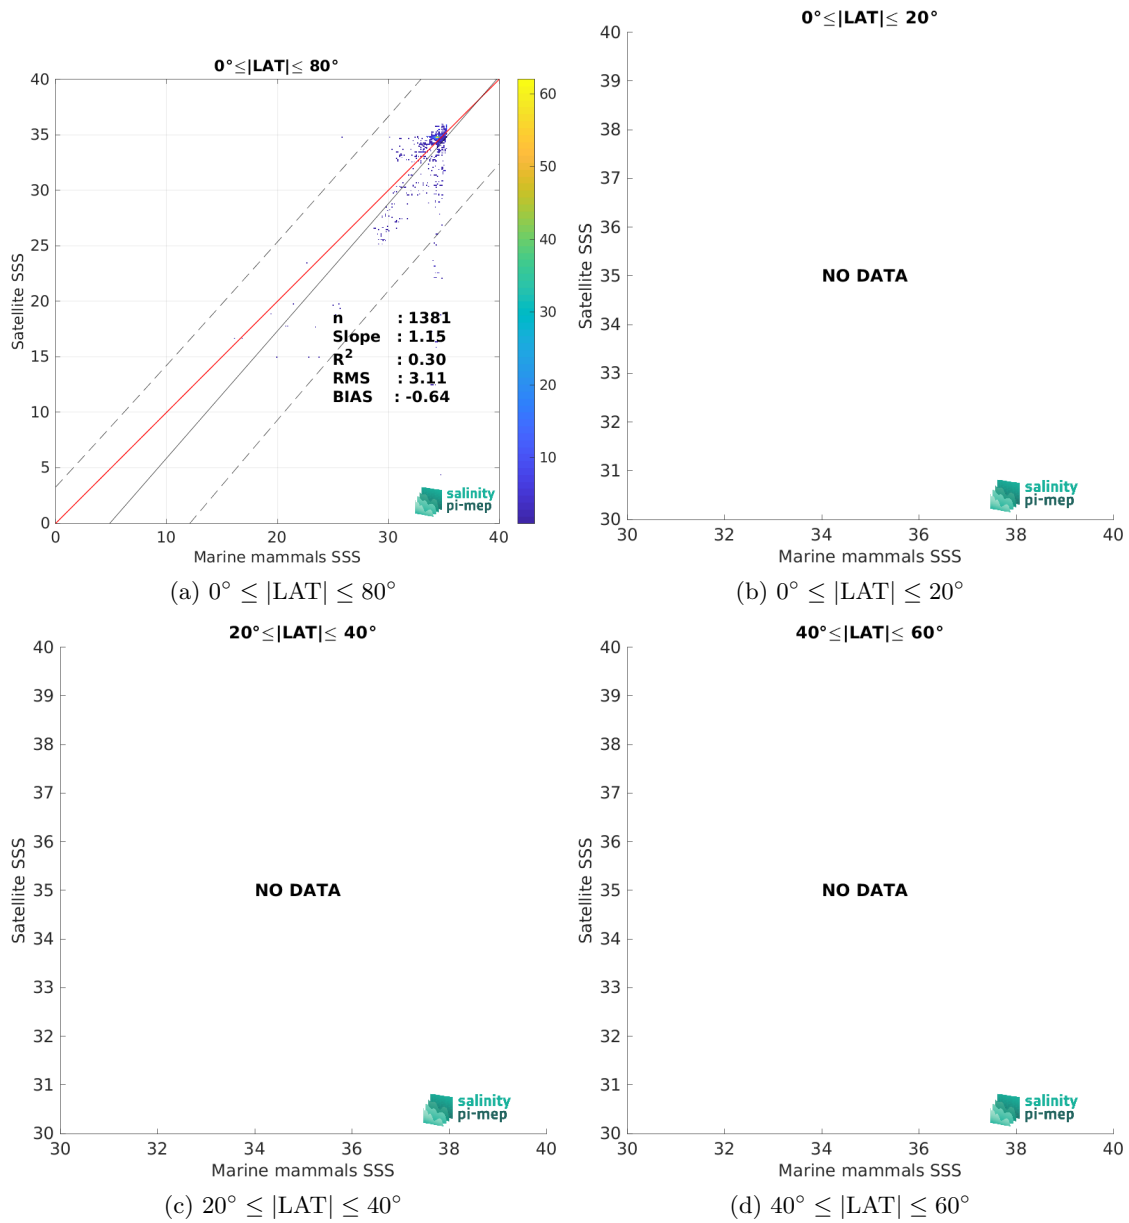 0°≤|LAT|≤ 80°
Satellite SSS
40
35
30
25
20
15
10
5
0
0
10
20
30
40
Marine mammals SSS
60
50
40
30
20
10
n : 1381
Slope : 1.15
R² : 0.30
RMS : 3.11
BIAS : -0.64
salinity
pi-mep
(a) 0° ≤ |LAT| ≤ 80°
0°≤|LAT|≤ 20°
Satellite SSS
40
39
38
37
36
35
34
33
32
31
30
NO DATA
salinity
pi-mep
30
32
34
36
38
40
Marine mammals SSS
(b) 0° ≤ |LAT| ≤ 20°
20°≤|LAT|≤ 40°
Satellite SSS
40
39
38
37
36
35
34
33
32
31
30
NO DATA
salinity
pi-mep
30
32
34
36
38
40
Marine mammals SSS
(c) 20° ≤ |LAT| ≤ 40°
40°≤|LAT|≤ 60°
Satellite SSS
40
39
38
37
36
35
34
33
32
31
30
NO DATA
salinity
pi-mep
30
32
34
36
38
40
Marine mammals SSS
(d) 40° ≤ |LAT| ≤ 60°